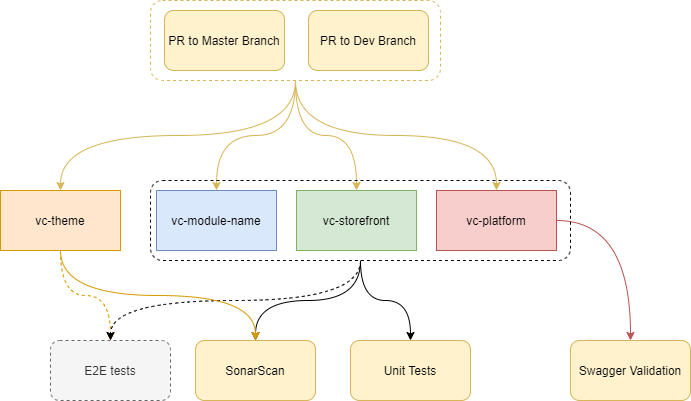 PR to Master Branch
PR to Dev Branch
vc-theme
vc-module-name
vc-storefront
vc-platform
E2E tests
SonarScan
Unit Tests
Swagger Validation